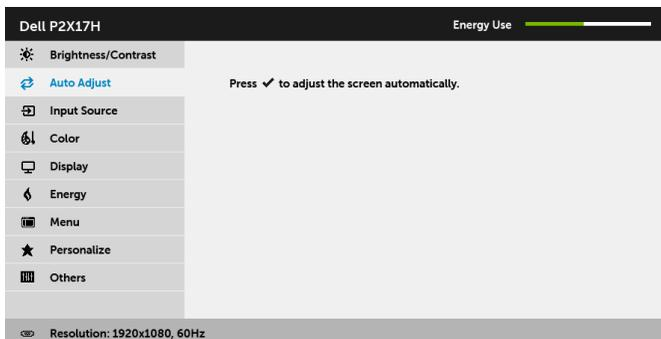 Dell P2X17H
Energy Use
Brightness/Contrast
Auto Adjust
Press ✓ to adjust the screen automatically.
Input Source
Color
Display
Energy
Menu
Personalize
Others
Resolution: 1920x1080, 60Hz